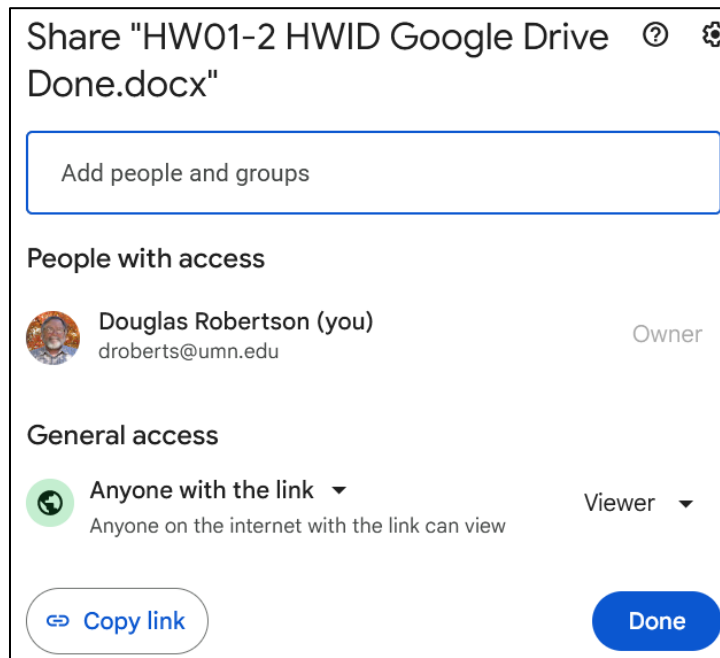 Share "HW01-2 HWID Google Drive
Done.docx"
Add people and groups
People with access
Douglas Robertson (you)
droberts@umn.edu
Owner
General access
Anyone with the link
Anyone on the internet with the link can view
Viewer
Copy link
Done